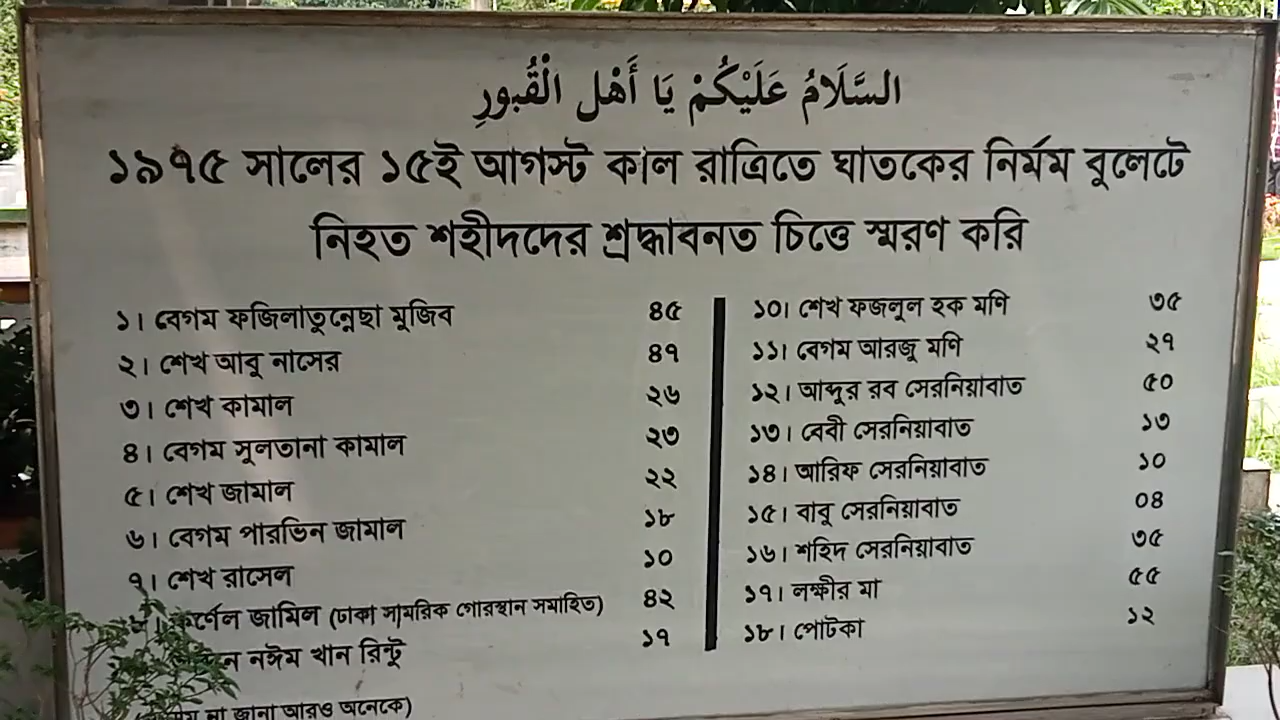 السَّلَامُ عَلَيْكُمْ يَا أَهْل الْقُبُورِ
১৯৭৫ সালের ১৫ই আগস্ট কাল রাত্রিতে ঘাতকের নির্মম বুলেটে
নিহত শহীদদের শ্রদ্ধাবনত চিত্তে স্মরণ করি
১। বেগম ফজিলাতুন্নেছা মুজিব ৪৫
২। শেখ আবু নাসের ৪৭
৩। শেখ কামাল ২৬
৪। বেগম সুলতানা কামাল ২৩
৫। শেখ জামাল ২২
৬। বেগম পারভিন জামাল ১৮
৭। শেখ রাসেল ১০
জামিল (ঢাকা সামরিক গোরস্থান সমাহিত) ৪২
নঈম খান রিন্টু ১৭
না জানা আরও অনেকে)
১০। শেখ ফজলুল হক মণি ৩৫
১১। বেগম আরজু মণি ২৭
১২। আব্দুর রব সেরনিয়াবাত ৫০
১৩। বেবী সেরনিয়াবাত ১৩
১৪। আরিফ সেরনিয়াবাত ১০
১৫। বাবু সেরনিয়াবাত ০৪
১৬। শহিদ সেরনিয়াবাত ৩৫
১৭। লক্ষীর মা ৫৫
১৮। পোটকা ১২